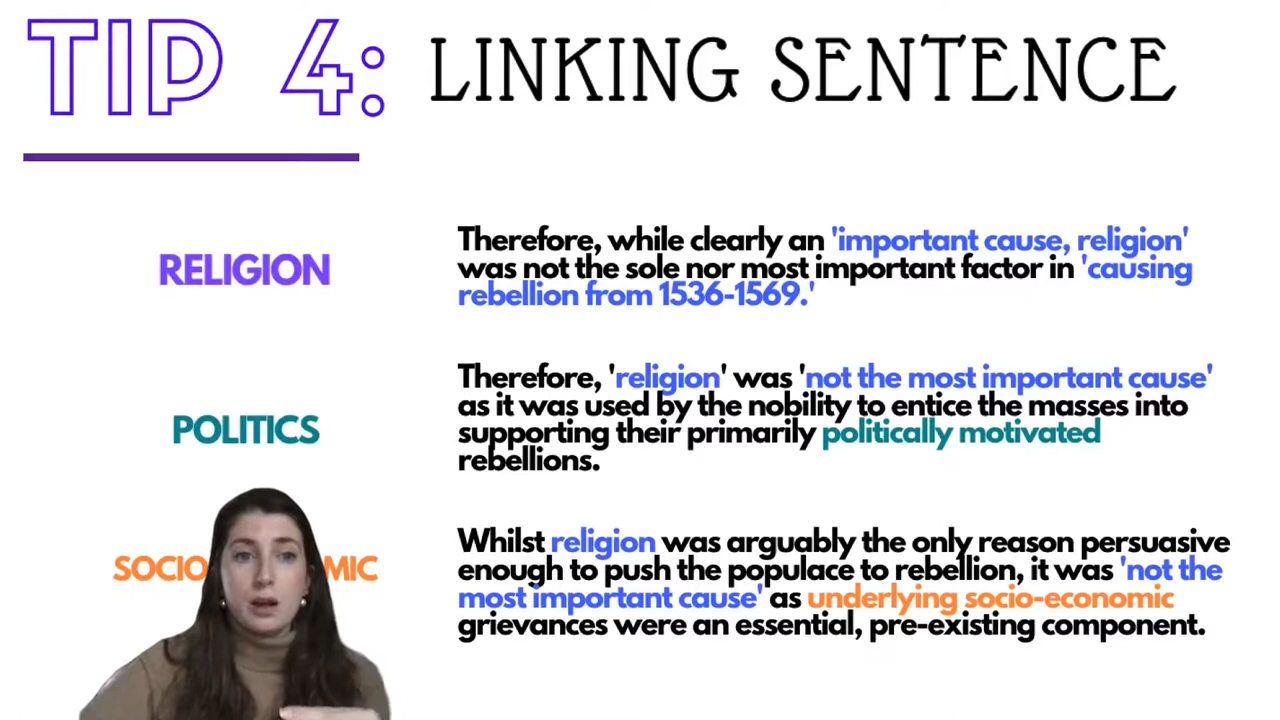 TIP 4: LINKING SENTENCE
RELIGION
Therefore, while clearly an 'important cause, religion'
was not the sole nor most important factor in 'causing
rebellion from 1536-1569.'
POLITICS
Therefore, 'religion' was 'not the most important cause'
as it was used by the nobility to entice the masses into
supporting their primarily politically motivated
rebellions.
SOCIO MIC
Whilst religion was arguably the only reason persuasive
enough to push the populace to rebellion, it was 'not the
most important cause' as underlying socio-economic
grievances were an essential, pre-existing component.